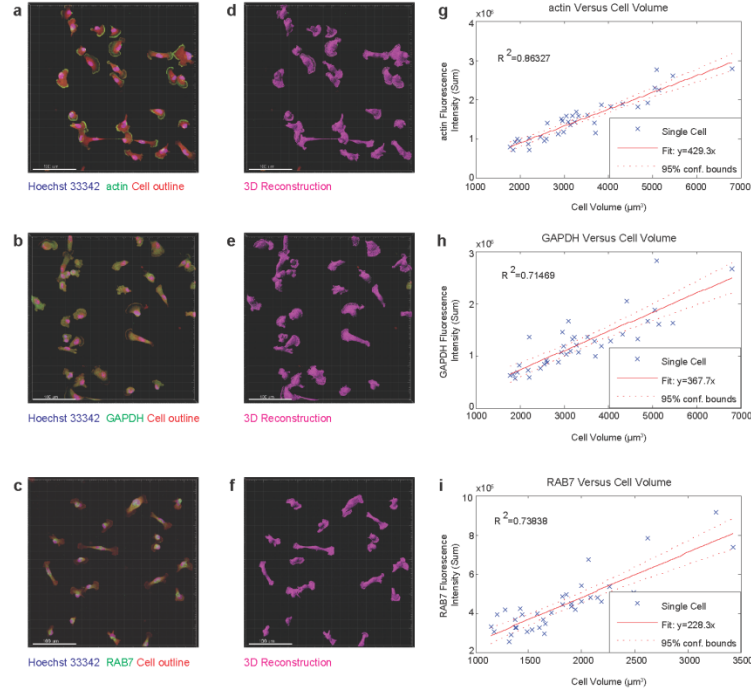 a
d
g
actin Versus Cell Volume
x 10⁶
R²=0.86327
actin Fluorescence
Intensity (Sum)
4
3
2
1
0
Single Cell
Fit: y=429.3x
95% conf. bounds
1000 2000 3000 4000 5000 6000 7000
Cell Volume (µm³)
Hoechst 33342 actin Cell outline
3D Reconstruction
b
e
h
GAPDH Versus Cell Volume
R²=0.71469
GAPDH Fluorescence
Intensity (Sum)
3
2
1
0
Single Cell
Fit: y=367.7x
95% conf. bounds
1000 2000 3000 4000 5000 6000 7000
Cell Volume (µm³)
Hoechst 33342 GAPDH Cell outline
3D Reconstruction
c
f
i
RAB7 Versus Cell Volume
R²=0.73838
RAB7 Fluorescence
Intensity (Sum)
10
8
6
4
2
Single Cell
Fit: y=228.3x
95% conf. bounds
1000 1500 2000 2500 3000 3500
Cell Volume (µm³)
Hoechst 33342 RAB7 Cell outline
3D Reconstruction